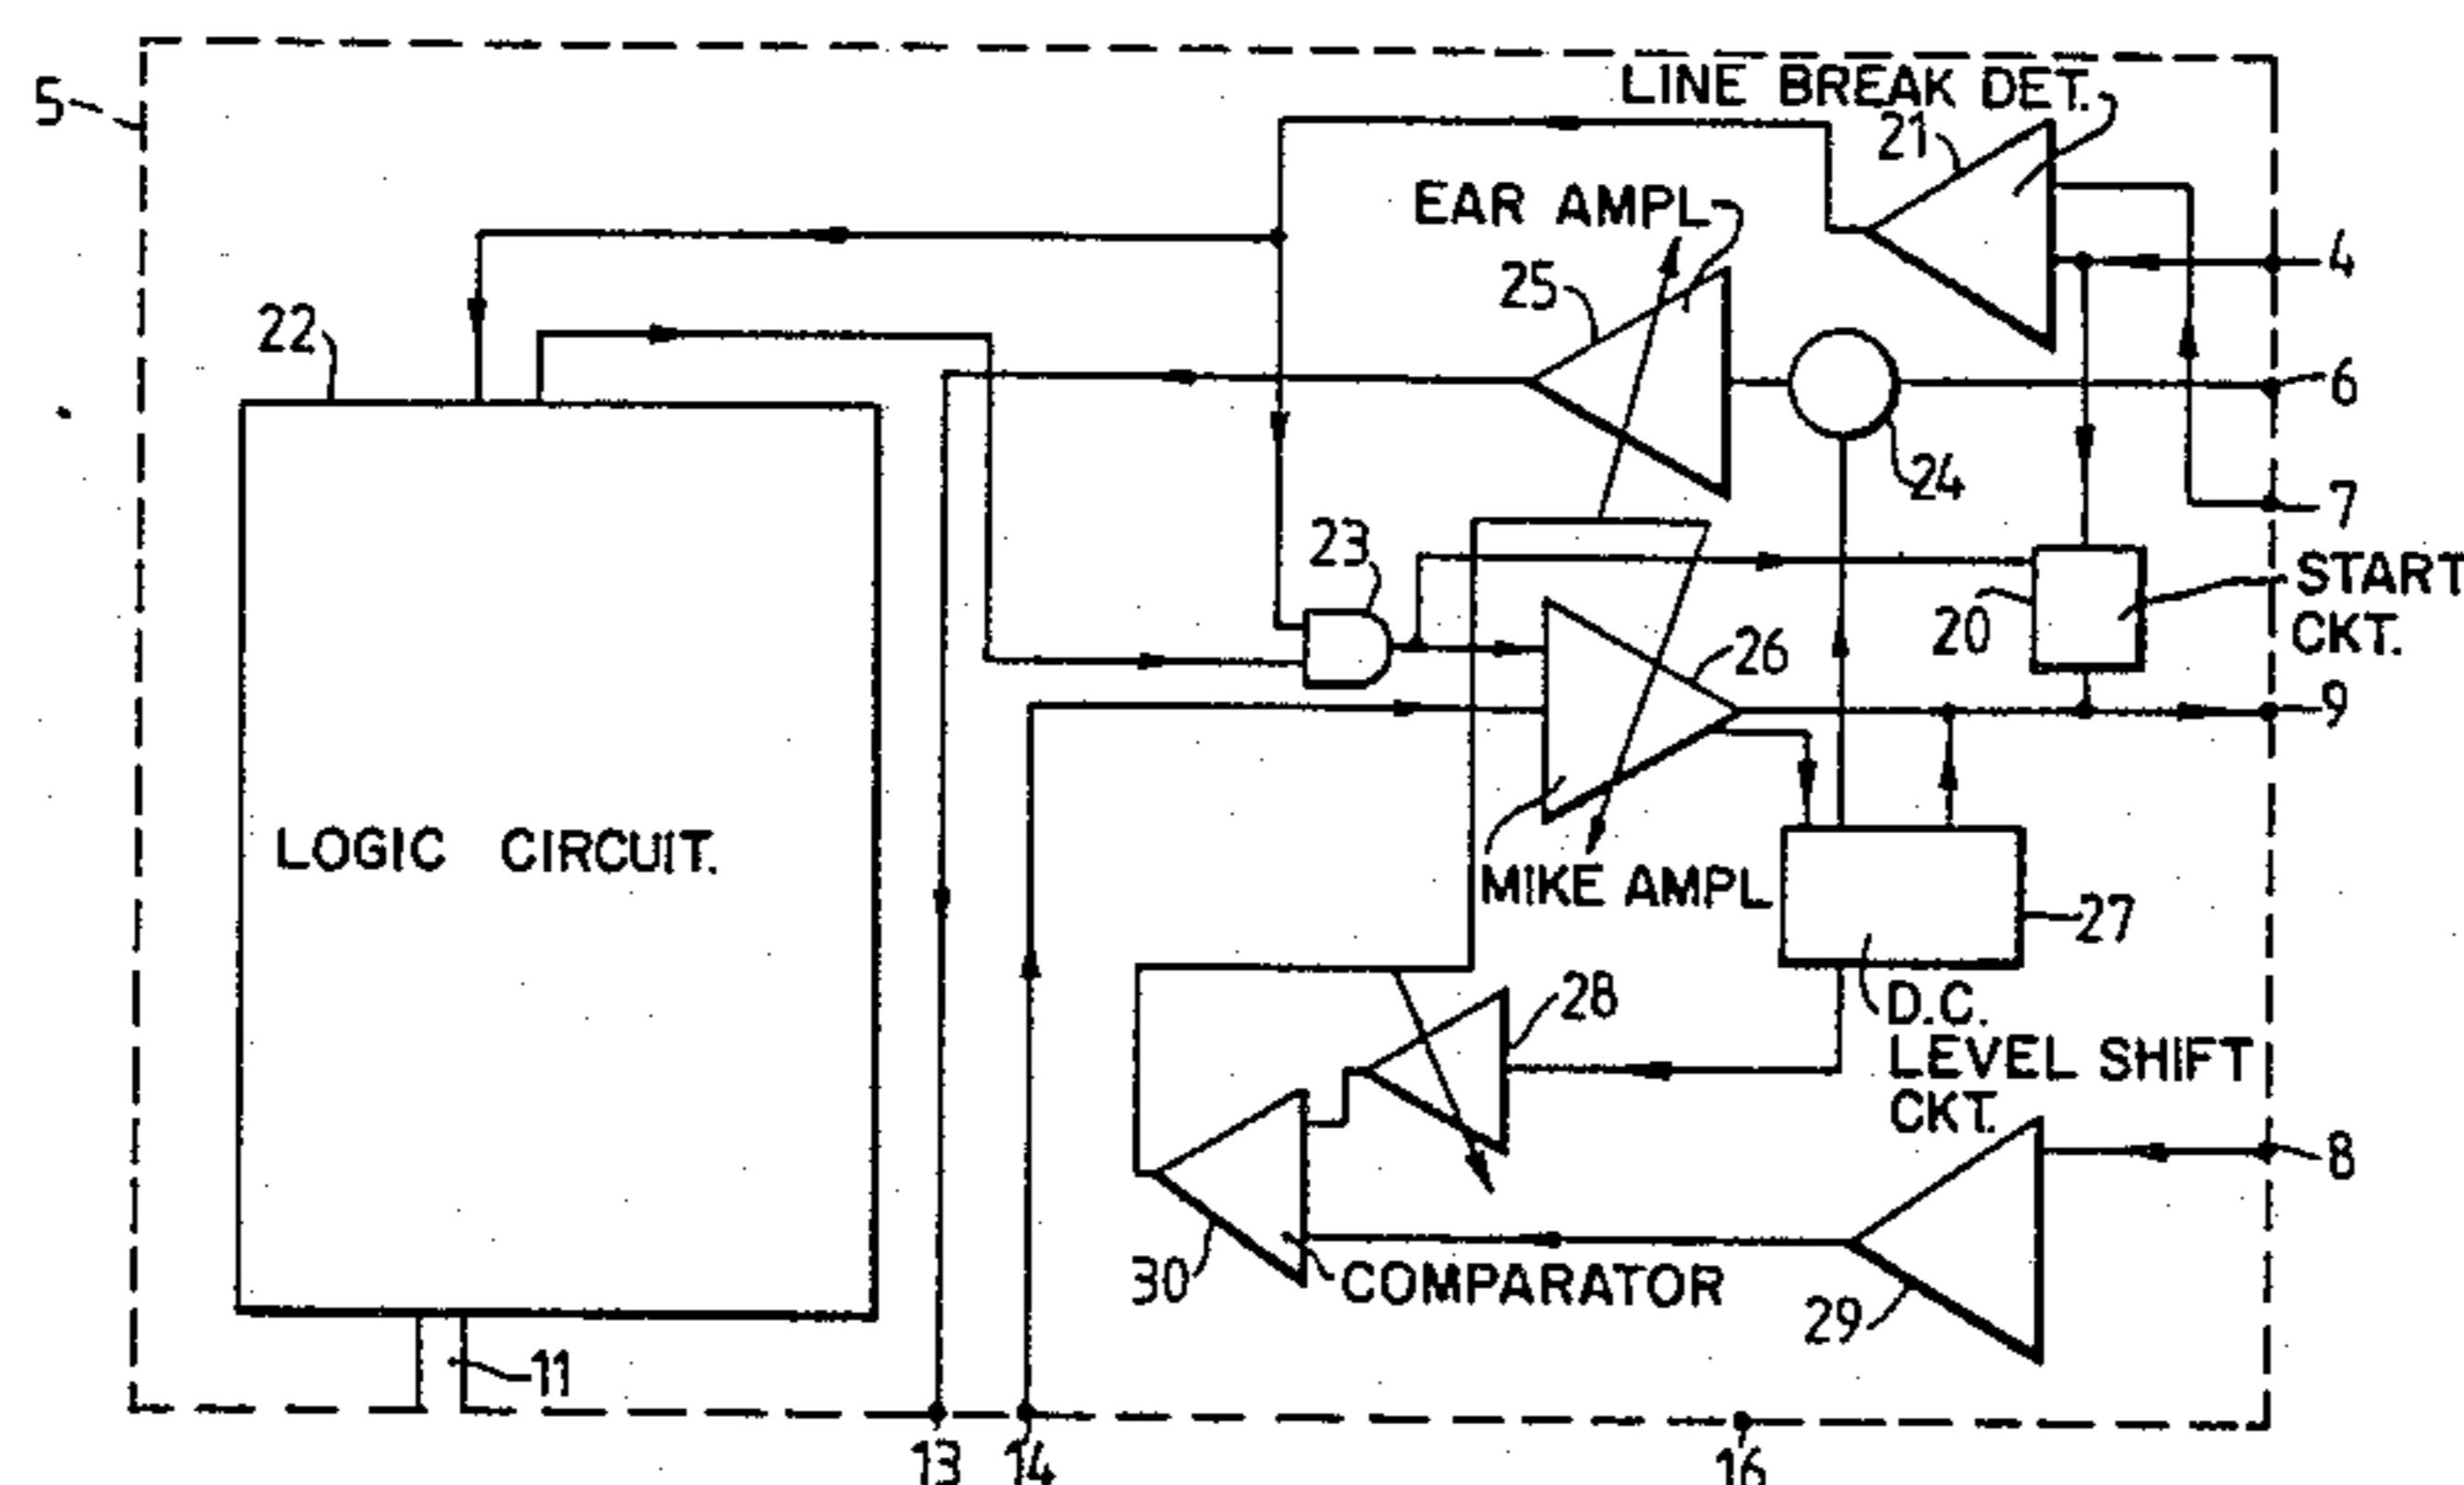 5
LINE BREAK DET.
21
EAR AMPL
4
25
22
6
24
7
23
START
CKT.
20
26
9
LOGIC CIRCUIT.
MIKE AMPL
27
28
D.C.
LEVEL SHIFT
CKT.
8
30
COMPARATOR
29
11
13
14
16